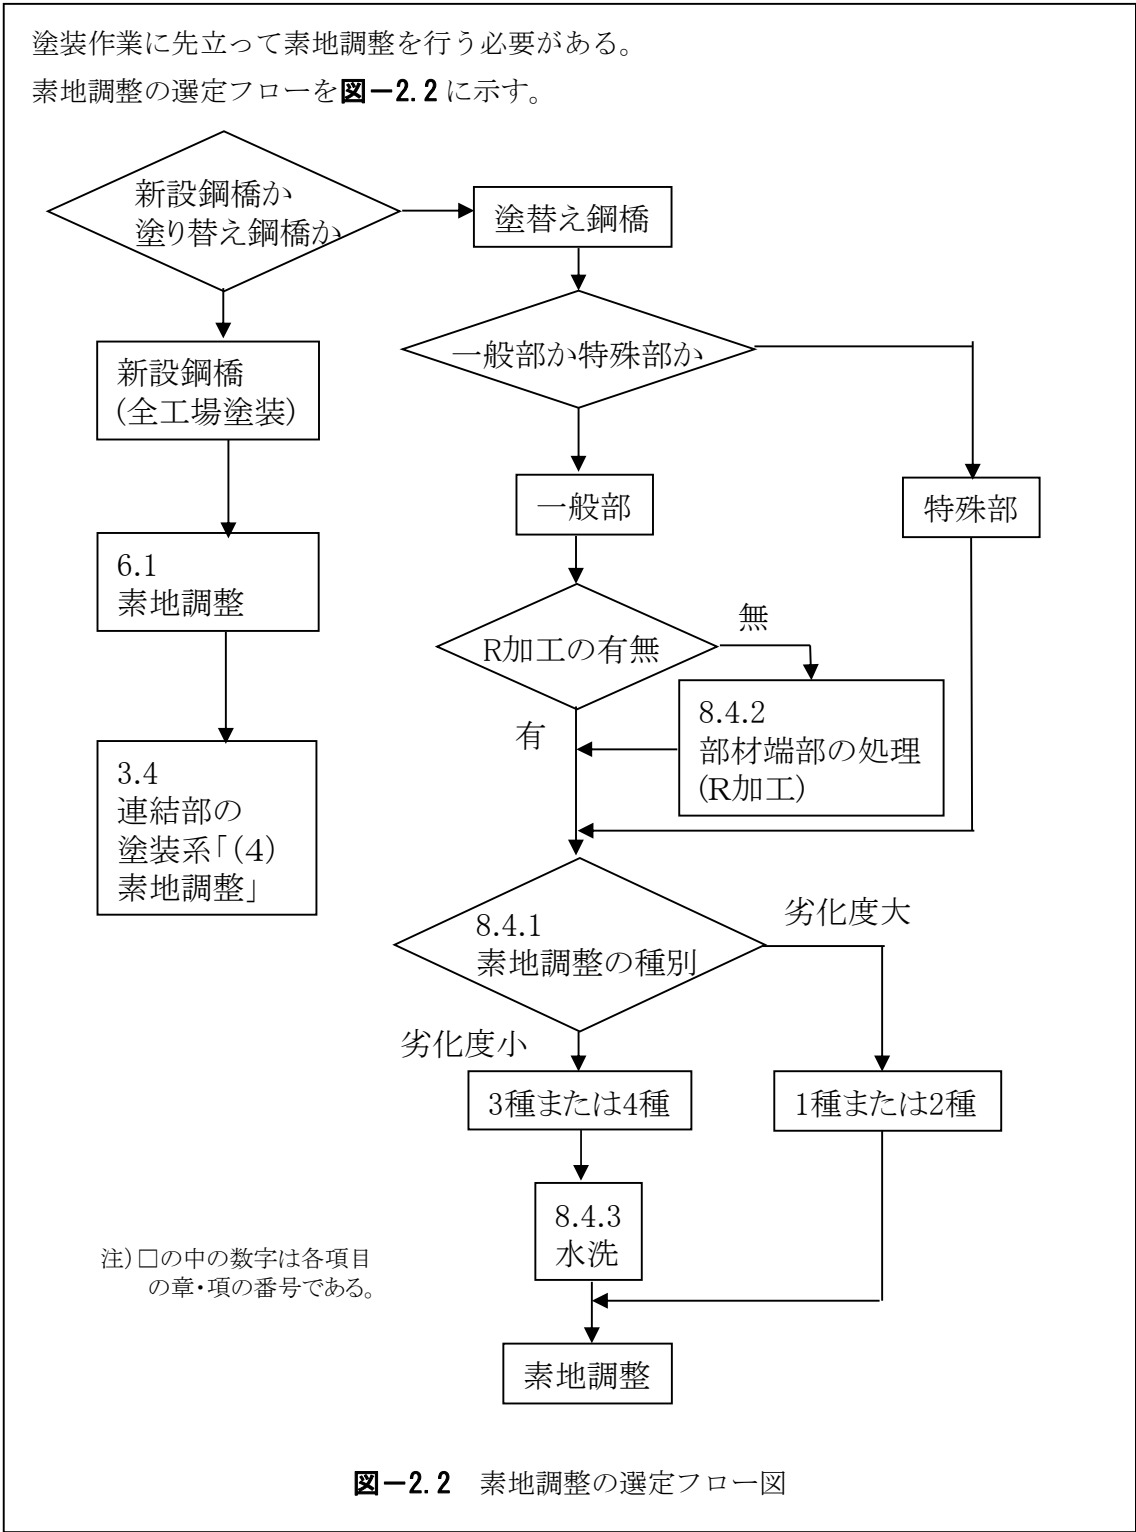 塗装作業に先立って素地調整を行う必要がある。
素地調整の選定フローを図－2.2に示す。
新設鋼橋か
塗り替え鋼橋か
塗替え鋼橋
一般部か特殊部か
新設鋼橋
(全工場塗装)
一般部
特殊部
6.1
素地調整
R加工の有無
無
有
8.4.2
部材端部の処理
(R加工)
3.4
連結部の
塗装系「(4)
素地調整」
8.4.1
素地調整の種別
劣化度大
劣化度小
3種または4種
1種または2種
8.4.3
水洗
注)□の中の数字は各項目
の章・項の番号である。
素地調整
図－2.2 素地調整の選定フロー図